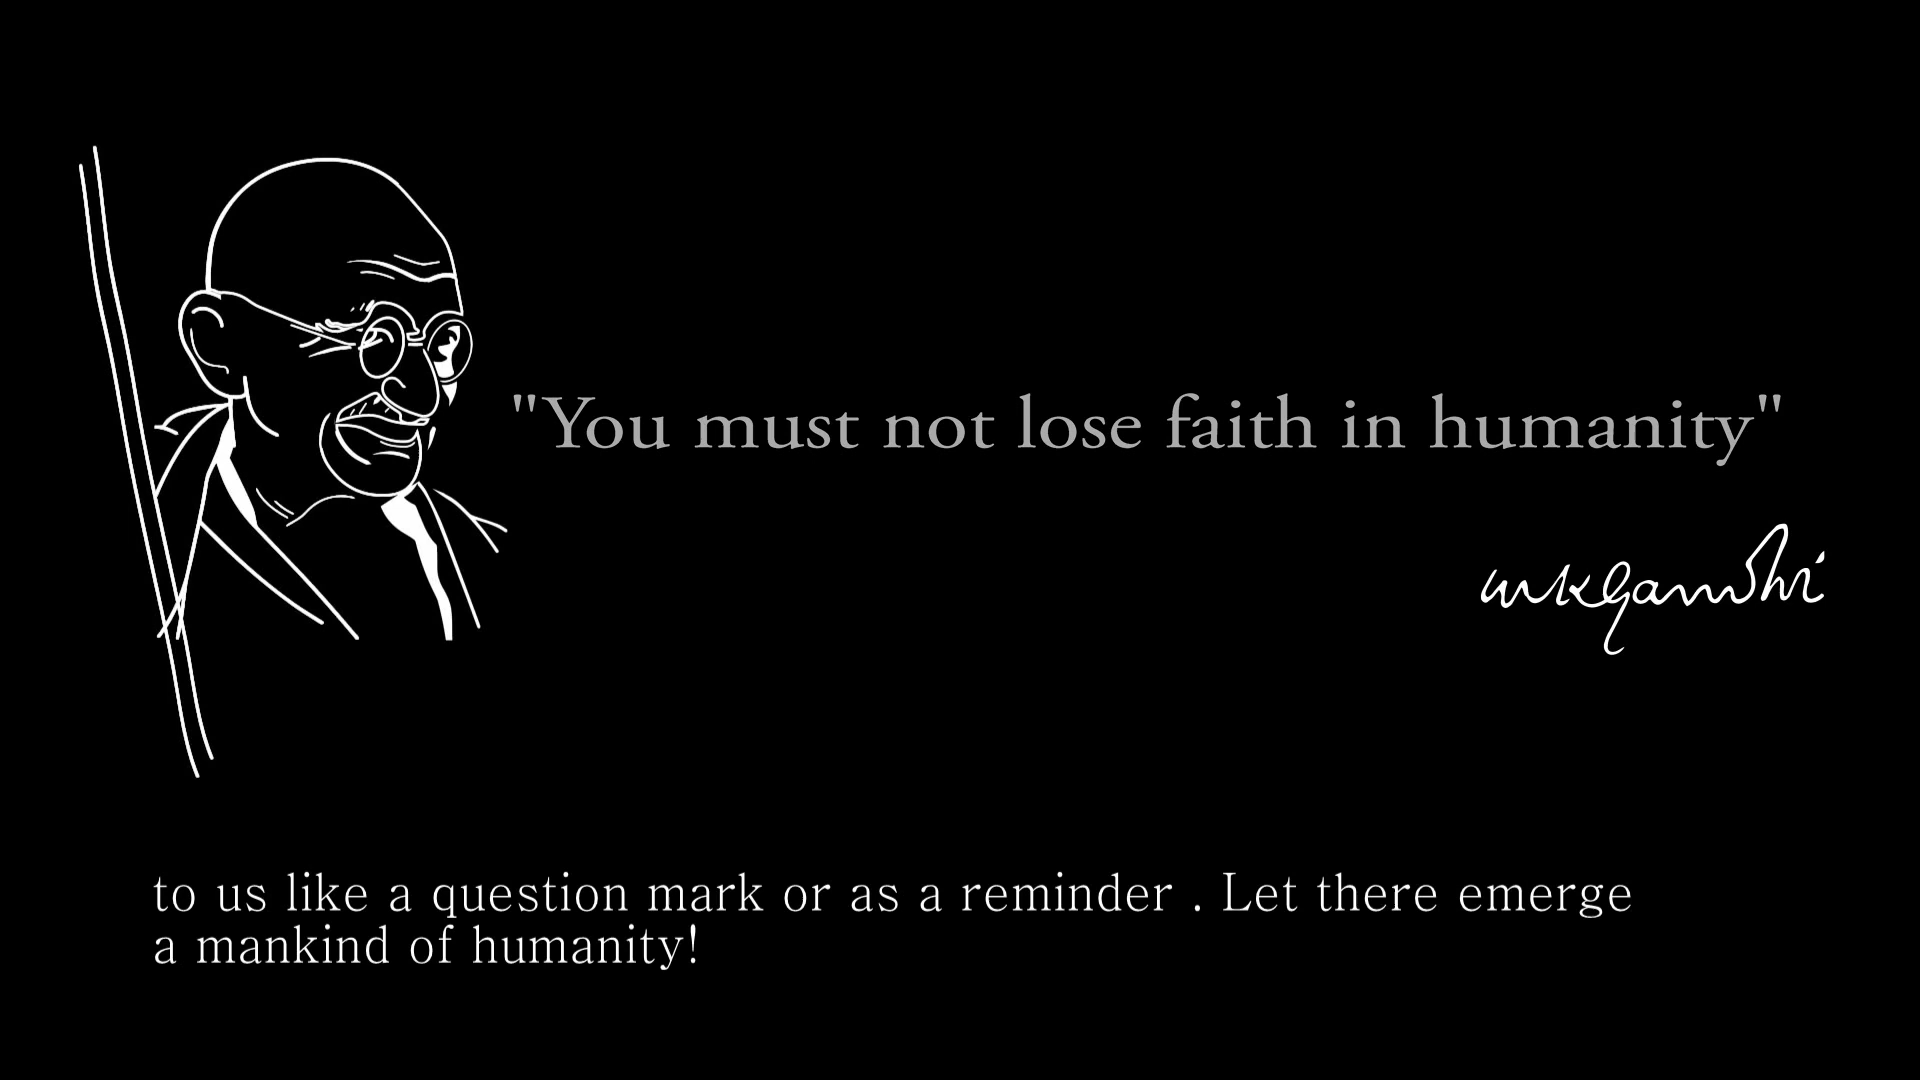 "You must not lose faith in humanity"
mkgandhi
to us like a question mark or as a reminder . Let there emerge
a mankind of humanity!